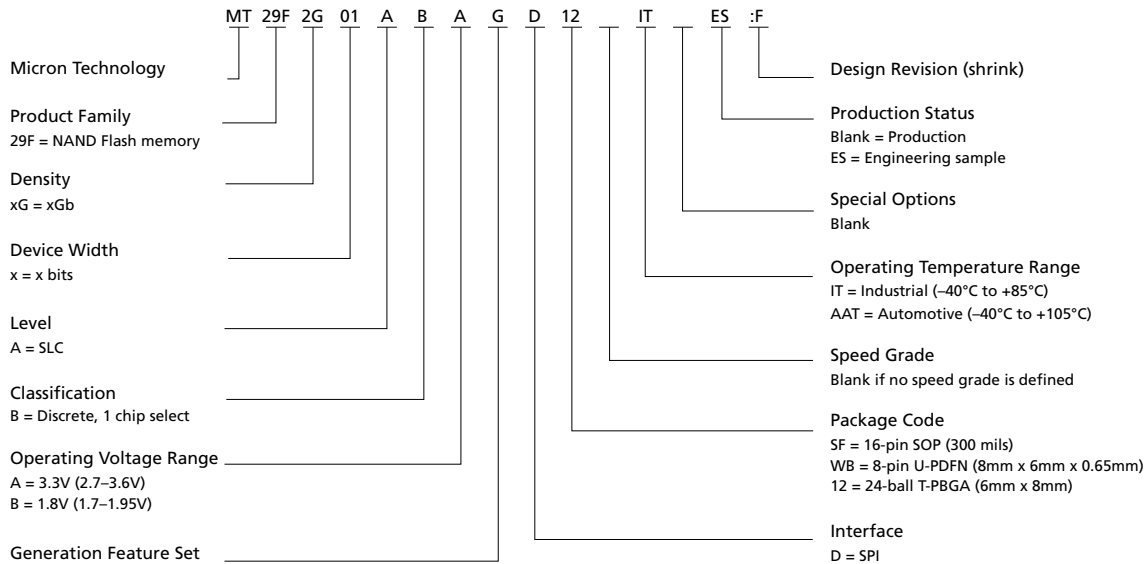 MT 29F 2G 01 A B A G D 12 IT ES :F
Micron Technology
Product Family
29F = NAND Flash memory
Density
xG = xGb
Device Width
x = x bits
Level
A = SLC
Classification
B = Discrete, 1 chip select
Operating Voltage Range
A = 3.3V (2.7–3.6V)
B = 1.8V (1.7–1.95V)
Generation Feature Set
Design Revision (shrink)
Production Status
Blank = Production
ES = Engineering sample
Special Options
Blank
Operating Temperature Range
IT = Industrial (–40°C to +85°C)
AAT = Automotive (–40°C to +105°C)
Speed Grade
Blank if no speed grade is defined
Package Code
SF = 16-pin SOP (300 mils)
WB = 8-pin U-PDFN (8mm x 6mm x 0.65mm)
12 = 24-ball T-PBGA (6mm x 8mm)
Interface
D = SPI